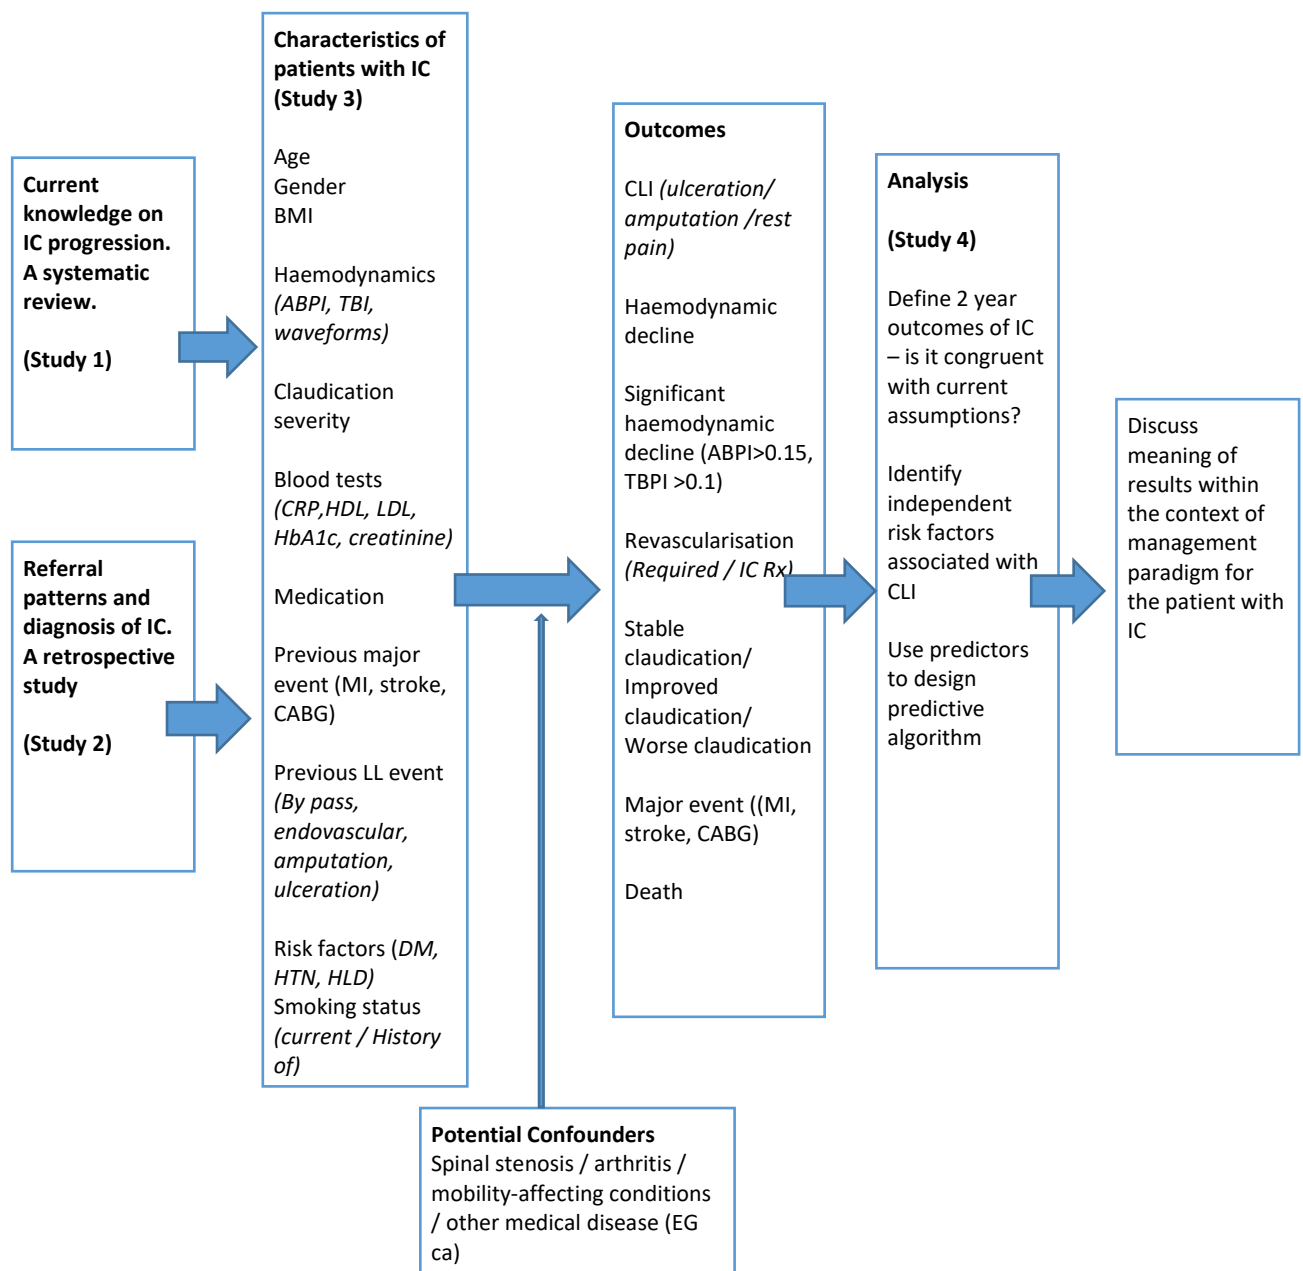 Current
knowledge on
IC progression.
A systematic
review.
(Study 1)
Referral
patterns and
diagnosis of IC.
A retrospective
study
(Study 2)
Characteristics of
patients with IC
(Study 3)
Age
Gender
BMI
Haemodynamics
(ABPI, TBI,
waveforms)
Claudication
severity
Blood tests
(CRP,HDL, LDL,
HbA1c, creatinine)
Medication
Previous major
event (MI, stroke,
CABG)
Previous LL event
(By pass,
endovascular,
amputation,
ulceration)
Risk factors (DM,
HTN, HLD)
Smoking status
(current / History
of)
Potential Confounders
Spinal stenosis / arthritis /
mobility-affecting conditions
/ other medical disease (EG
ca)
Outcomes
CLI (ulceration/
amputation /rest
pain)
Haemodynamic
decline
Significant
haemodynamic
decline (ABPI>0.15,
TBPI >0.1)
Revascularisation
(Required / IC Rx)
Stable
claudication/
Improved
claudication/
Worse claudication
Major event ((MI,
stroke, CABG)
Death
Analysis
(Study 4)
Define 2 year
outcomes of IC
– is it congruent
with current
assumptions?
Identify
independent
risk factors
associated with
CLI
Use predictors
to design
predictive
algorithm
Discuss
meaning of
results within
the context of
management
paradigm for
the patient with
IC